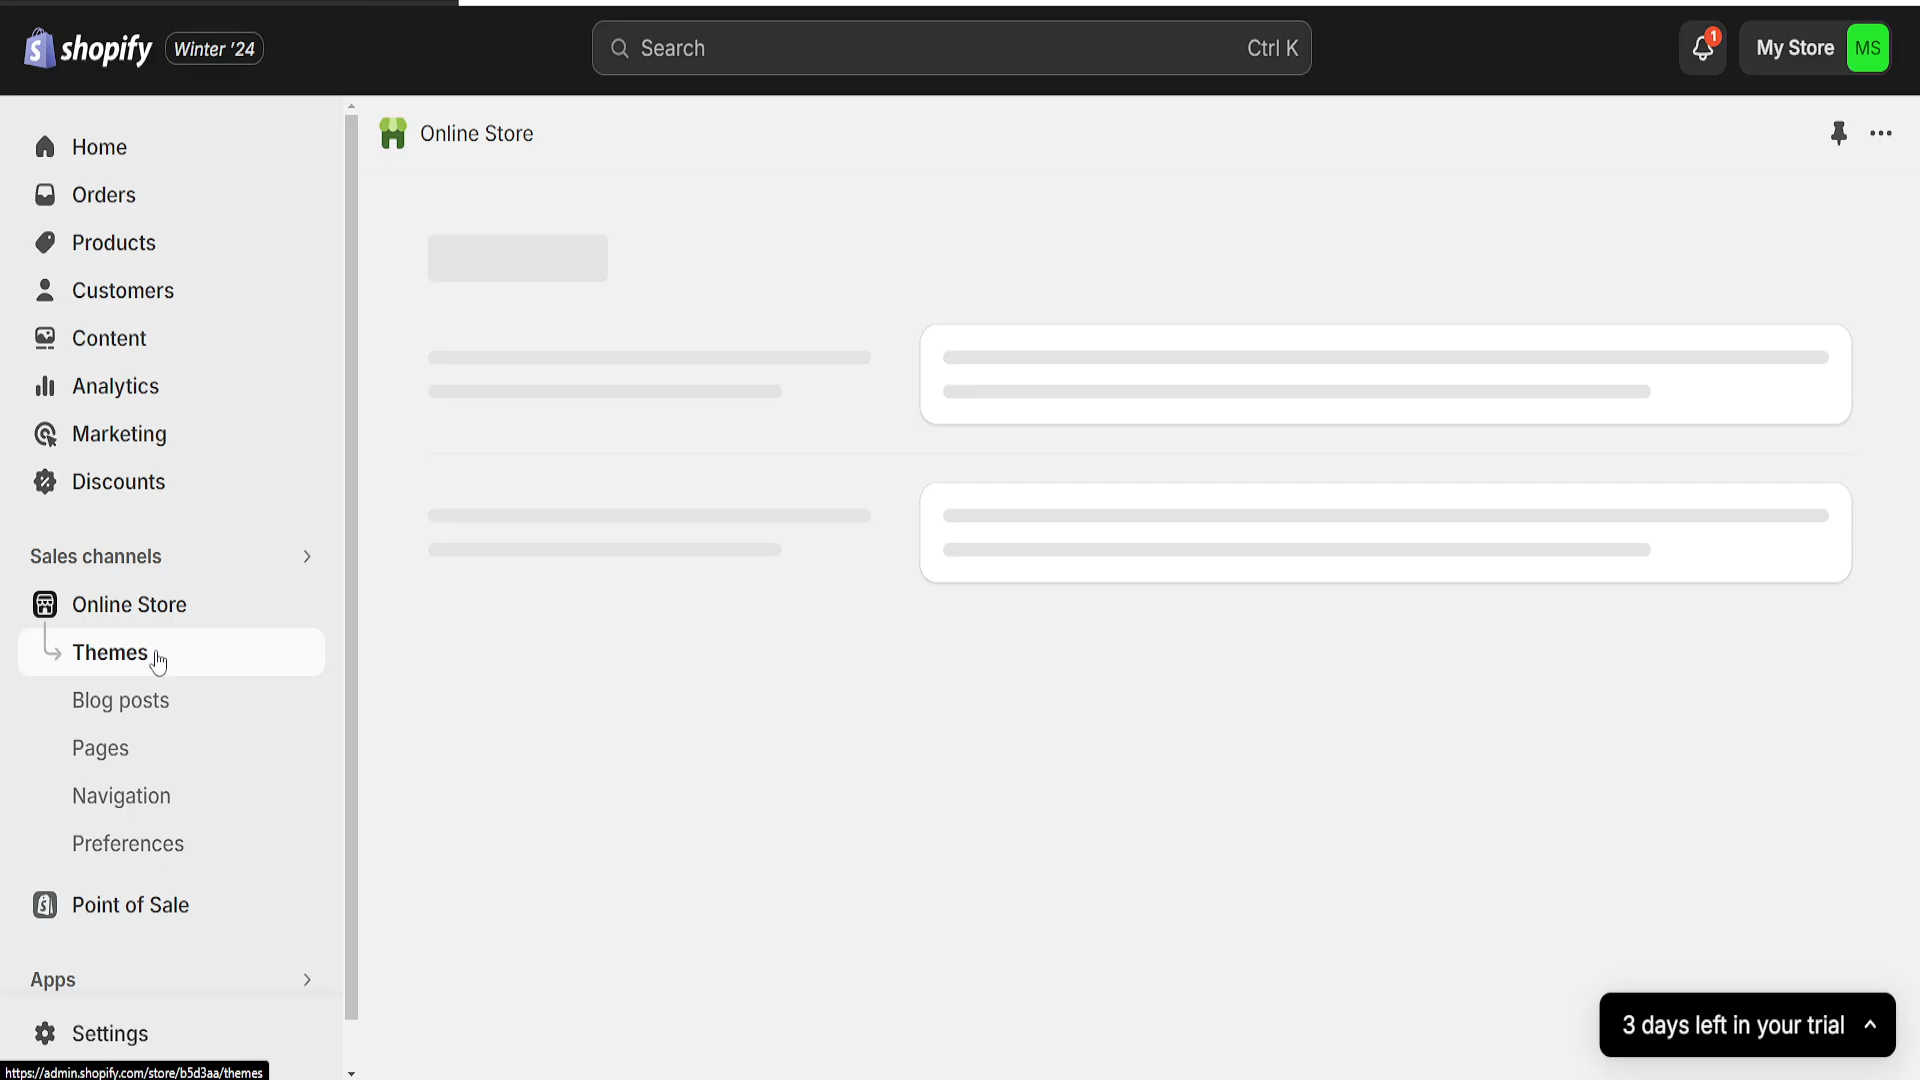 shopify Winter '24
Search Ctrl K
1
My Store MS
Home
Orders
Products
Customers
Content
Analytics
Marketing
Discounts
Sales channels
Online Store
Themes
Blog posts
Pages
Navigation
Preferences
Point of Sale
Apps
Settings
https://admin.shopify.com/store/b5d3aa/themes
Online Store
3 days left in your trial